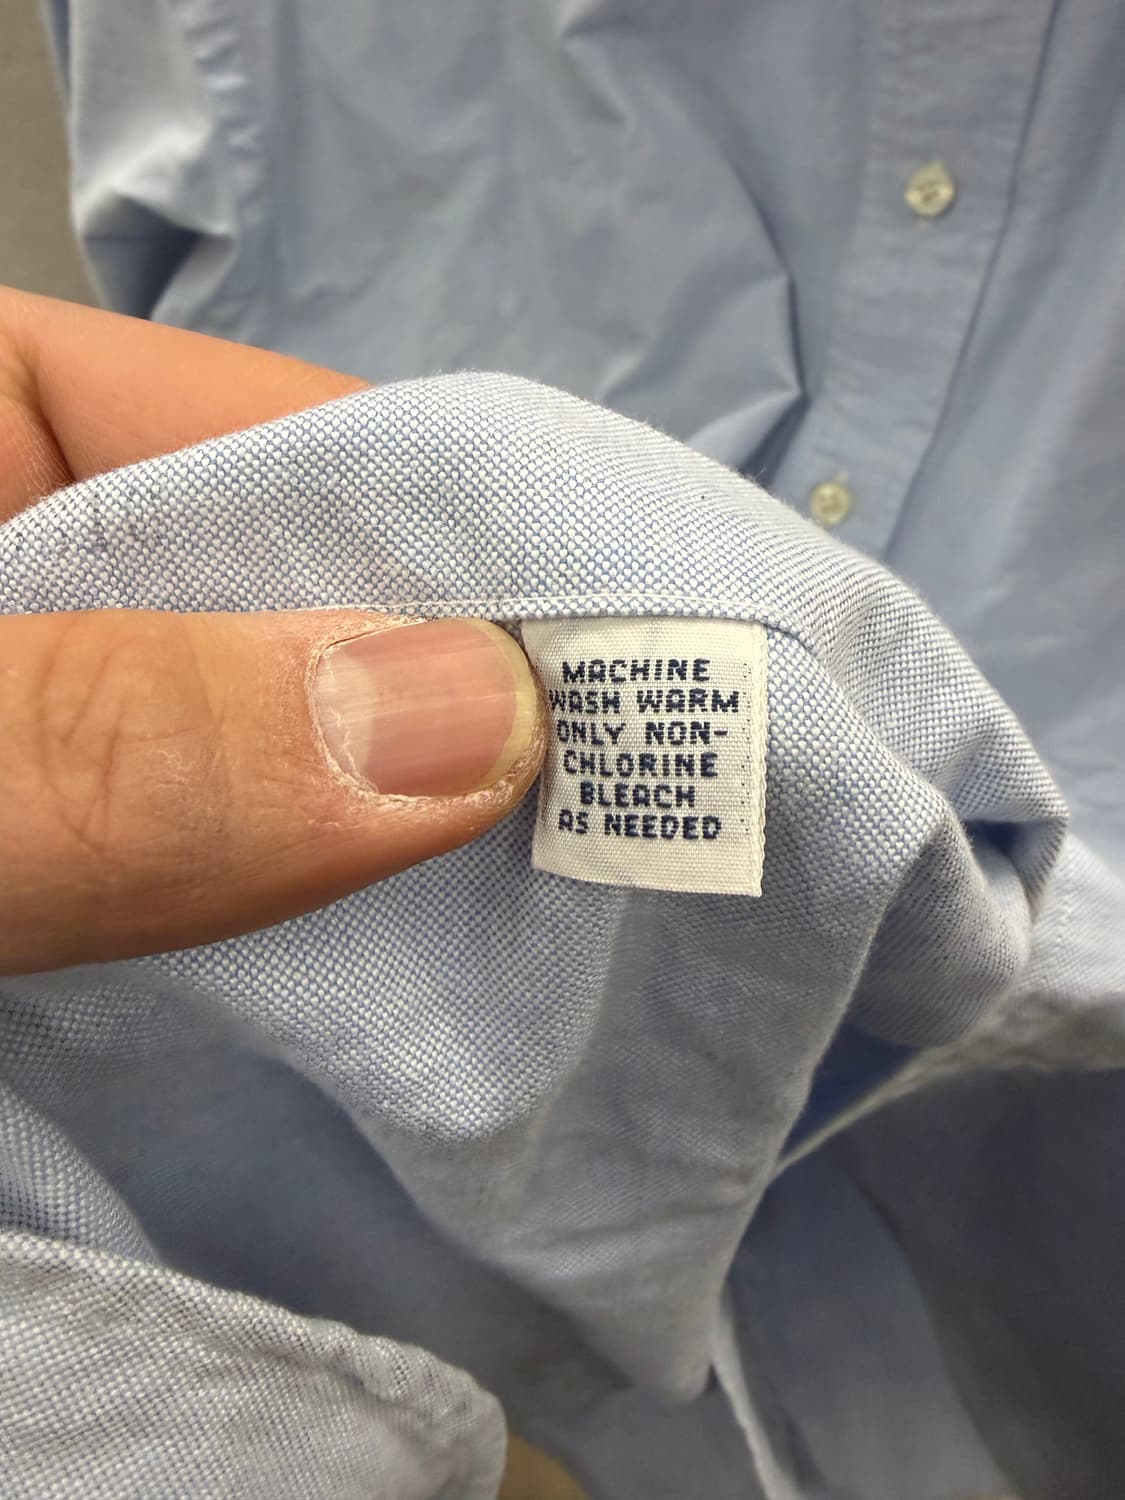 MACHINE
WASH WARM
ONLY NON-
CHLORINE
BLEACH
AS NEEDED